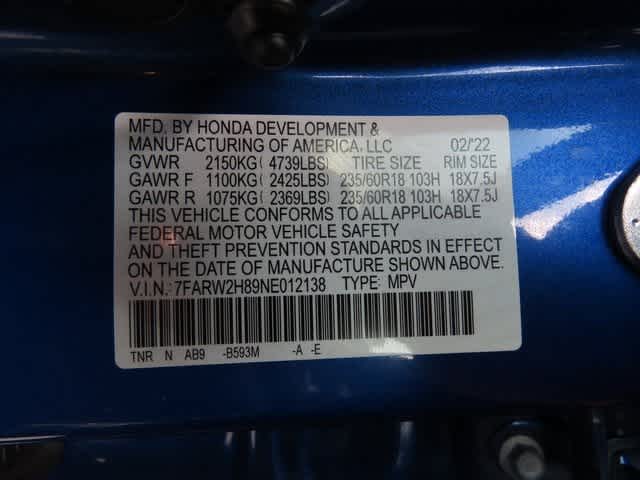 MFD. BY HONDA DEVELOPMENT &
MANUFACTURING OF AMERICA, LLC 02/'22
GVWR 2150KG( 4739LBS) TIRE SIZE RIM SIZE
GAWR F 1100KG( 2425LBS) 235/60R18 103H 18X7.5J
GAWR R 1075KG( 2369LBS) 235/60R18 103H 18X7.5J
THIS VEHICLE CONFORMS TO ALL APPLICABLE
FEDERAL MOTOR VEHICLE SAFETY
AND THEFT PREVENTION STANDARDS IN EFFECT
ON THE DATE OF MANUFACTURE SHOWN ABOVE.
V.I.N.: 7FARW2H89NE012138 TYPE: MPV
TNR N AB9 -B593M -A -E